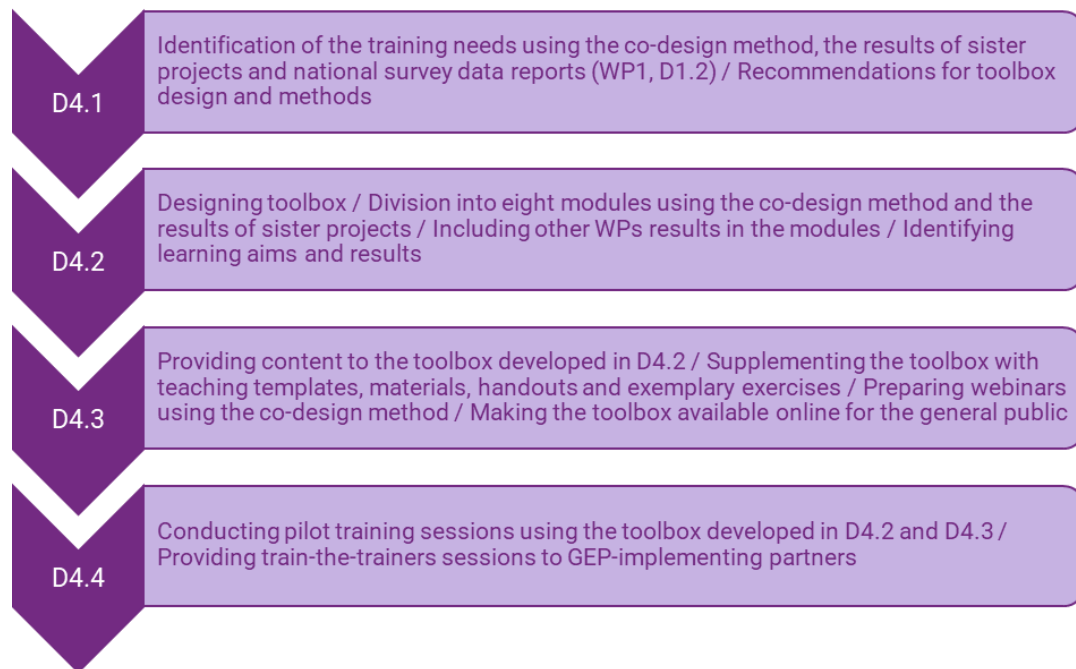 D4.1
Identification of the training needs using the co-design method, the results of sister
projects and national survey data reports (WP1, D1.2) / Recommendations for toolbox
design and methods
D4.2
Designing toolbox / Division into eight modules using the co-design method and the
results of sister projects / Including other WPs results in the modules / Identifying
learning aims and results
D4.3
Providing content to the toolbox developed in D4.2 / Supplementing the toolbox with
teaching templates, materials, handouts and exemplary exercises / Preparing webinars
using the co-design method / Making the toolbox available online for the general public
D4.4
Conducting pilot training sessions using the toolbox developed in D4.2 and D4.3 /
Providing train-the-trainers sessions to GEP-implementing partners